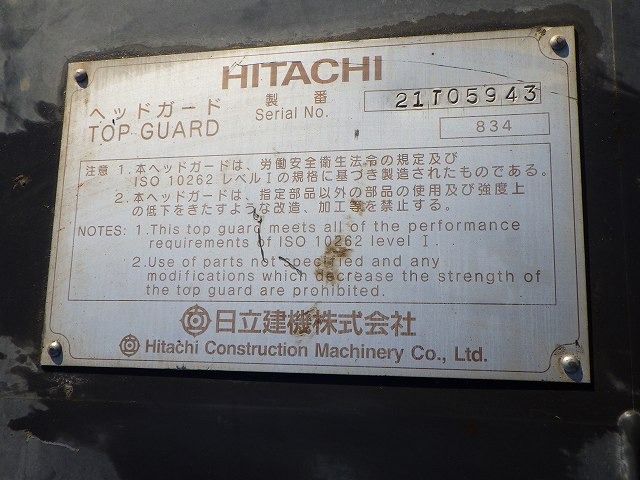 HITACHI
ヘッドガード 製番 21T05943
TOP GUARD Serial No.
834
注意 1.本ヘッドガードは、労働安全衛生法令の規定及び
ISO 10262 レベルⅠの規格に基づき製造されたものである。
2.本ヘッドガードは、指定部品以外の部品の使用及び強度上
の低下をきたすような改造、加工等を禁止する。
NOTES: 1.This top guard meets all of the performance
requirements of ISO 10262 level Ⅰ.
2.Use of parts not specified and any
modifications which decrease the strength of
the top guard are prohibited.
日立建機株式会社
Hitachi Construction Machinery Co., Ltd.